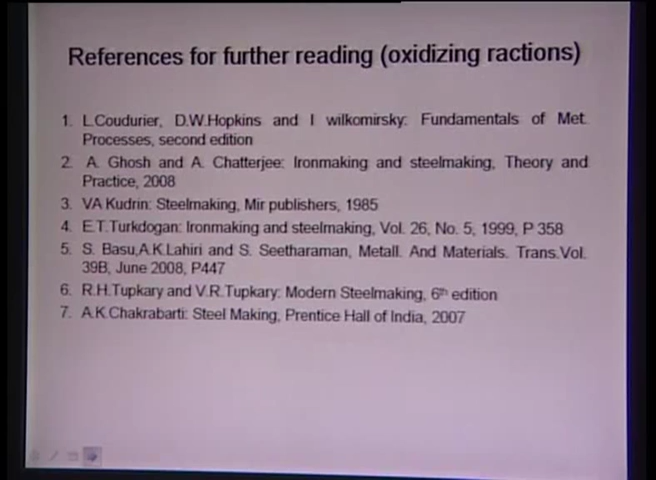 References for further reading (oxidizing ractions)
1. L.Coudurier, D.W.Hopkins and I wilkomirsky: Fundamentals of Met.
Processes, second edition
2. A. Ghosh and A. Chatterjee: Ironmaking and steelmaking, Theory and
Practice, 2008
3. VA Kudrin: Steelmaking, Mir publishers, 1985
4. E.T.Turkdogan: Ironmaking and steelmaking, Vol. 26, No. 5, 1999, P 358
5. S. Basu,A.K.Lahiri and S. Seetharaman, Metall. And Materials. Trans.Vol.
39B, June 2008, P447
6. R.H.Tupkary and V.R.Tupkary: Modern Steelmaking, 6th edition
7. A.K.Chakrabarti: Steel Making, Prentice Hall of India, 2007